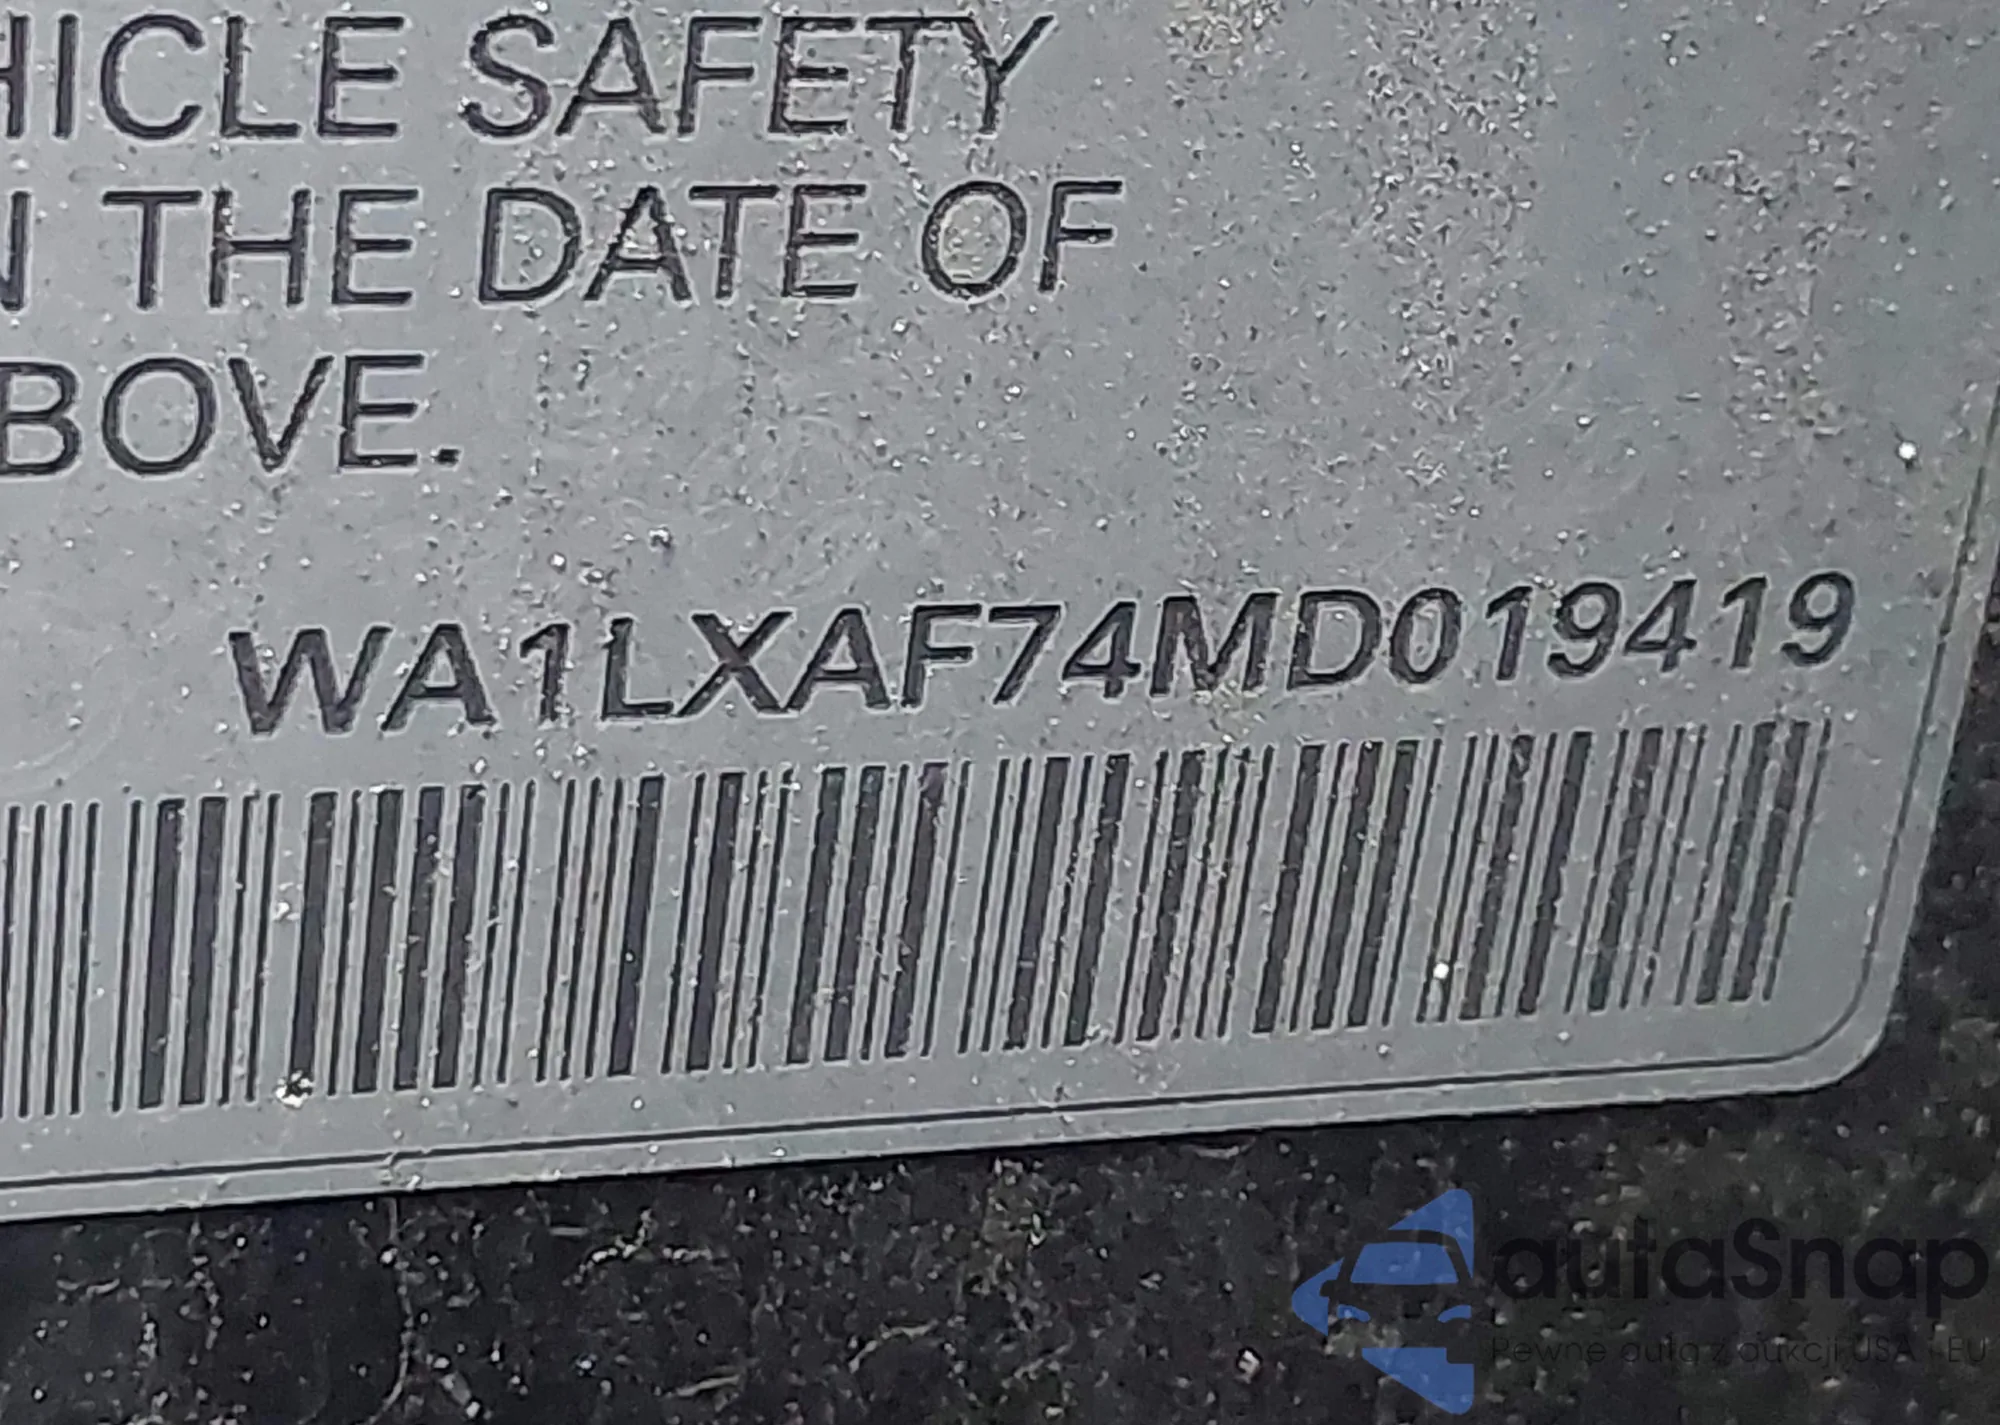 HICLE SAFETY
N THE DATE OF
BOVE.
WA1LXAF74MD019419
autaSnap
Pewne auta z aukcji USA i EU